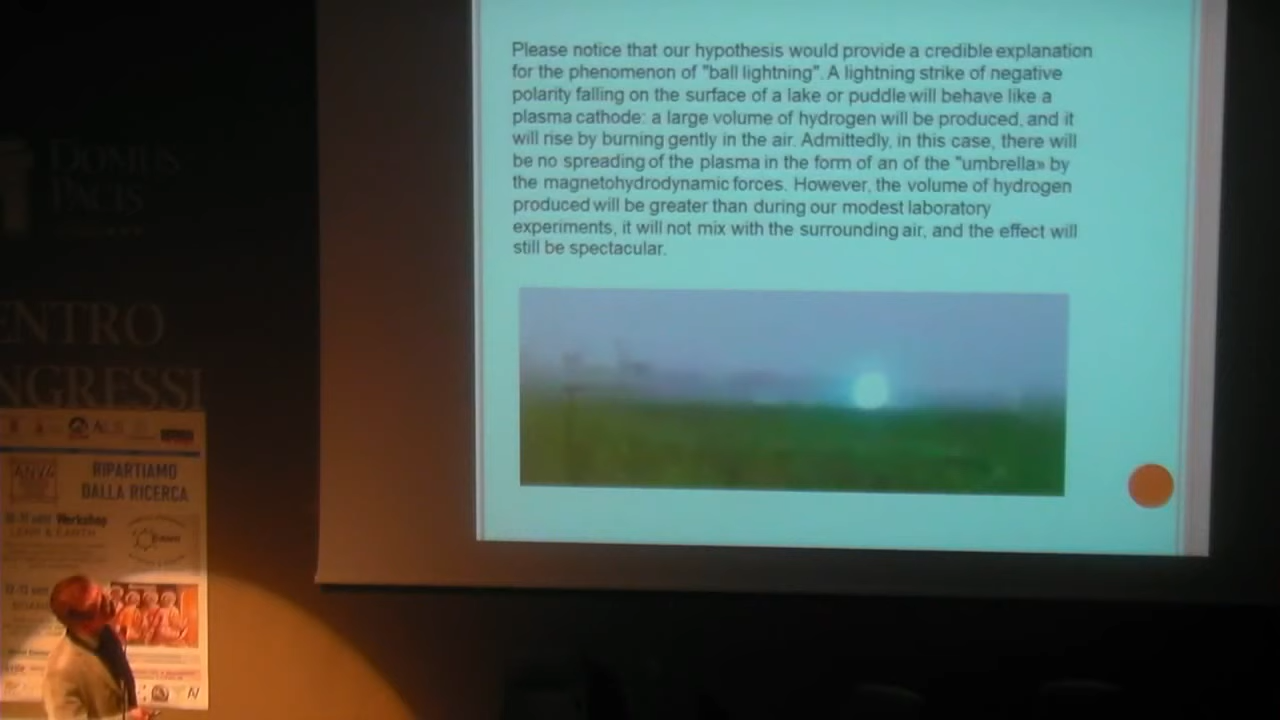 Please notice that our hypothesis would provide a credible explanation
for the phenomenon of "ball lightning". A lightning strike of negative
polarity falling on the surface of a lake or puddle will behave like a
plasma cathode: a large volume of hydrogen will be produced, and it
will rise by burning gently in the air. Admittedly, in this case, there will
be no spreading of the plasma in the form of an of the "umbrella» by
the magnetohydrodynamic forces. However, the volume of hydrogen
produced will be greater than during our modest laboratory
experiments, it will not mix with the surrounding air, and the effect will
still be spectacular.
DOMUS
PACIS
ENTRO
NGRESSI
RIPARTIAMO
DALLA RICERCA
Workshop